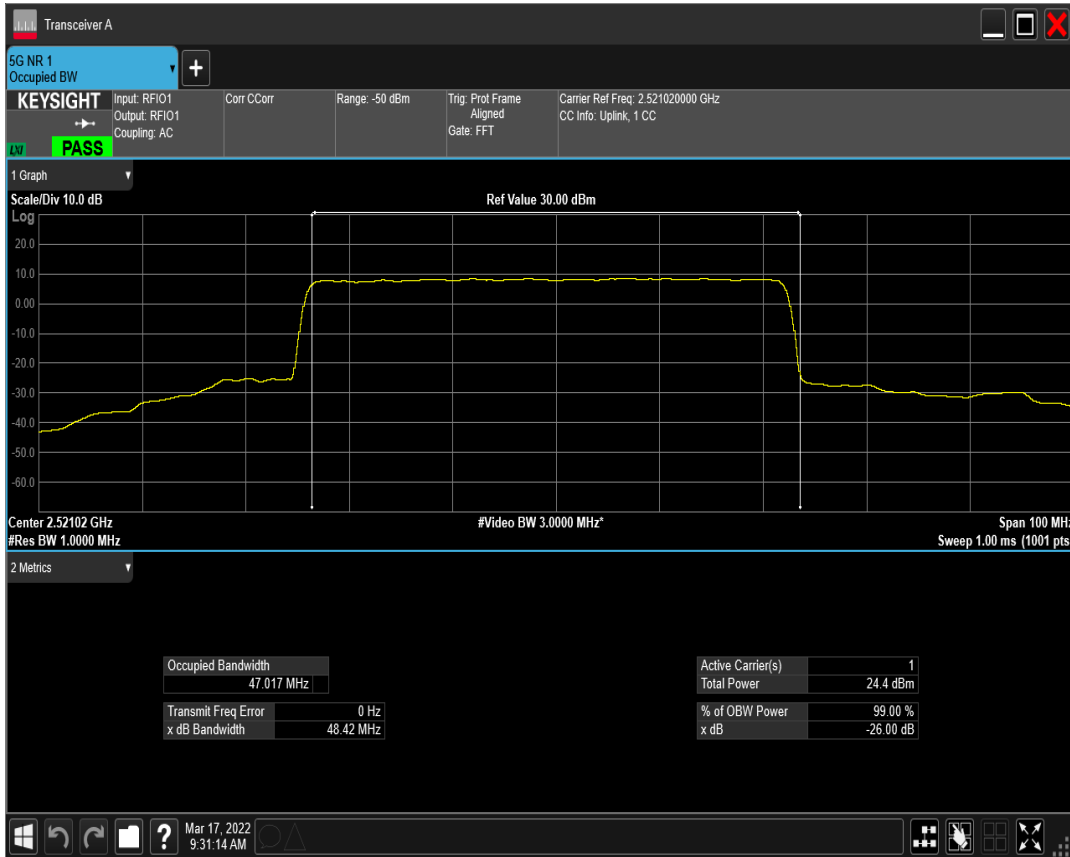 Transceiver A
5G NR 1
Occupied BW
+
KEYSIGHT
LXI
PASS
Input: RFIO1
Output: RFIO1
Coupling: AC
Corr CCorr
Range: -50 dBm
Trig: Prot Frame
Aligned
Gate: FFT
Carrier Ref Freq: 2.521020000 GHz
CC Info: Uplink, 1 CC
1 Graph
Scale/Div 10.0 dB
Ref Value 30.00 dBm
Log
20.0
10.0
0.00
-10.0
-20.0
-30.0
-40.0
-50.0
-60.0
Center 2.52102 GHz
#Video BW 3.0000 MHz*
Span 100 MHz
#Res BW 1.0000 MHz
Sweep 1.00 ms (1001 pts
2 Metrics
Occupied Bandwidth
47.017 MHz
Transmit Freq Error 0 Hz
x dB Bandwidth 48.42 MHz
Active Carrier(s) 1
Total Power 24.4 dBm
% of OBW Power 99.00 %
x dB -26.00 dB
?
Mar 17, 2022
9:31:14 AM